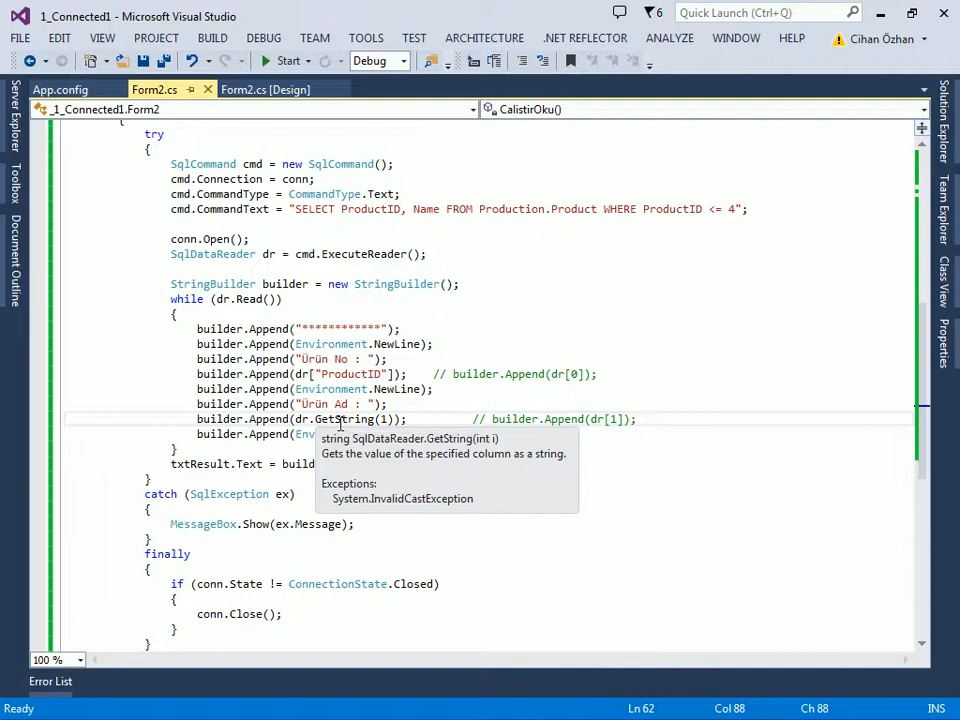 1_Connected1 - Microsoft Visual Studio
6
Quick Launch (Ctrl+Q)
FILE EDIT VIEW PROJECT BUILD DEBUG TEAM TOOLS TEST ARCHITECTURE .NET REFLECTOR ANALYZE WINDOW HELP Cihan Özhan
Start Debug
App.config Form2.cs Form2.cs [Design]
_1_Connected1.Form2 CalistirOku()
Server Explorer
Toolbox
Document Outline
Solution Explorer
Team Explorer
Class View
Properties
{
try
{
SqlCommand cmd = new SqlCommand();
cmd.Connection = conn;
cmd.CommandType = CommandType.Text;
cmd.CommandText = "SELECT ProductID, Name FROM Production.Product WHERE ProductID <= 4";
conn.Open();
SqlDataReader dr = cmd.ExecuteReader();
StringBuilder builder = new StringBuilder();
while (dr.Read())
{
builder.Append("************");
builder.Append(Environment.NewLine);
builder.Append("Ürün No : ");
builder.Append(dr["ProductID"]); // builder.Append(dr[0]);
builder.Append(Environment.NewLine);
builder.Append("Ürün Ad : ");
builder.Append(dr.GetString(1)); // builder.Append(dr[1]);
builder.Append(En
string SqlDataReader.GetString(int i)
Gets the value of the specified column as a string.
Exceptions:
System.InvalidCastException
}
txtResult.Text = build
}
catch (SqlException ex)
{
MessageBox.Show(ex.Message);
}
finally
{
if (conn.State != ConnectionState.Closed)
{
conn.Close();
}
}
100 %
Error List
Ready Ln 62 Col 88 Ch 88 INS